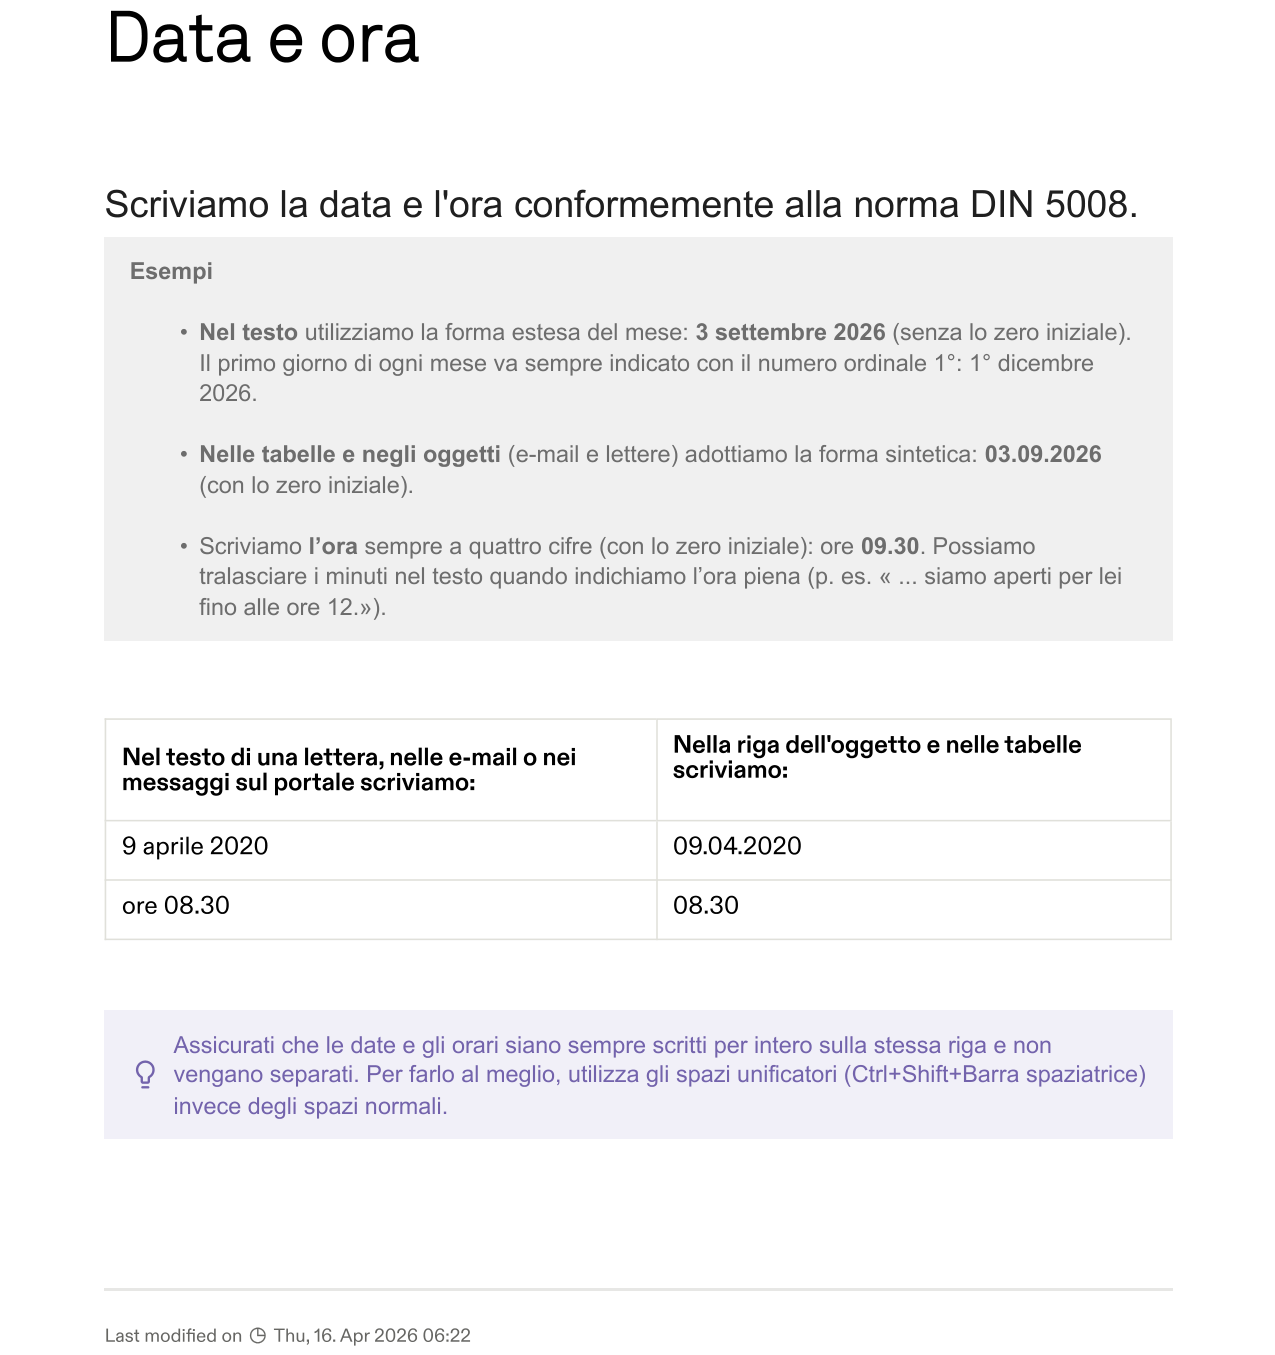 Data e ora
Scriviamo la data e l'ora conformemente alla norma DIN 5008.
Esempi
• Nel testo utilizziamo la forma estesa del mese: 3 settembre 2026 (senza lo zero iniziale).
Il primo giorno di ogni mese va sempre indicato con il numero ordinale 1°: 1° dicembre
2026.
• Nelle tabelle e negli oggetti (e-mail e lettere) adottiamo la forma sintetica: 03.09.2026
(con lo zero iniziale).
• Scriviamo l’ora sempre a quattro cifre (con lo zero iniziale): ore 09.30. Possiamo
tralasciare i minuti nel testo quando indichiamo l’ora piena (p. es. « ... siamo aperti per lei
fino alle ore 12.»).
Nel testo di una lettera, nelle e-mail o nei
messaggi sul portale scriviamo:
Nella riga dell'oggetto e nelle tabelle
scriviamo:
9 aprile 2020
09.04.2020
ore 08.30
08.30
Assicurati che le date e gli orari siano sempre scritti per intero sulla stessa riga e non
vengano separati. Per farlo al meglio, utilizza gli spazi unificatori (Ctrl+Shift+Barra spaziatrice)
invece degli spazi normali.
Last modified on Thu, 16. Apr 2026 06:22